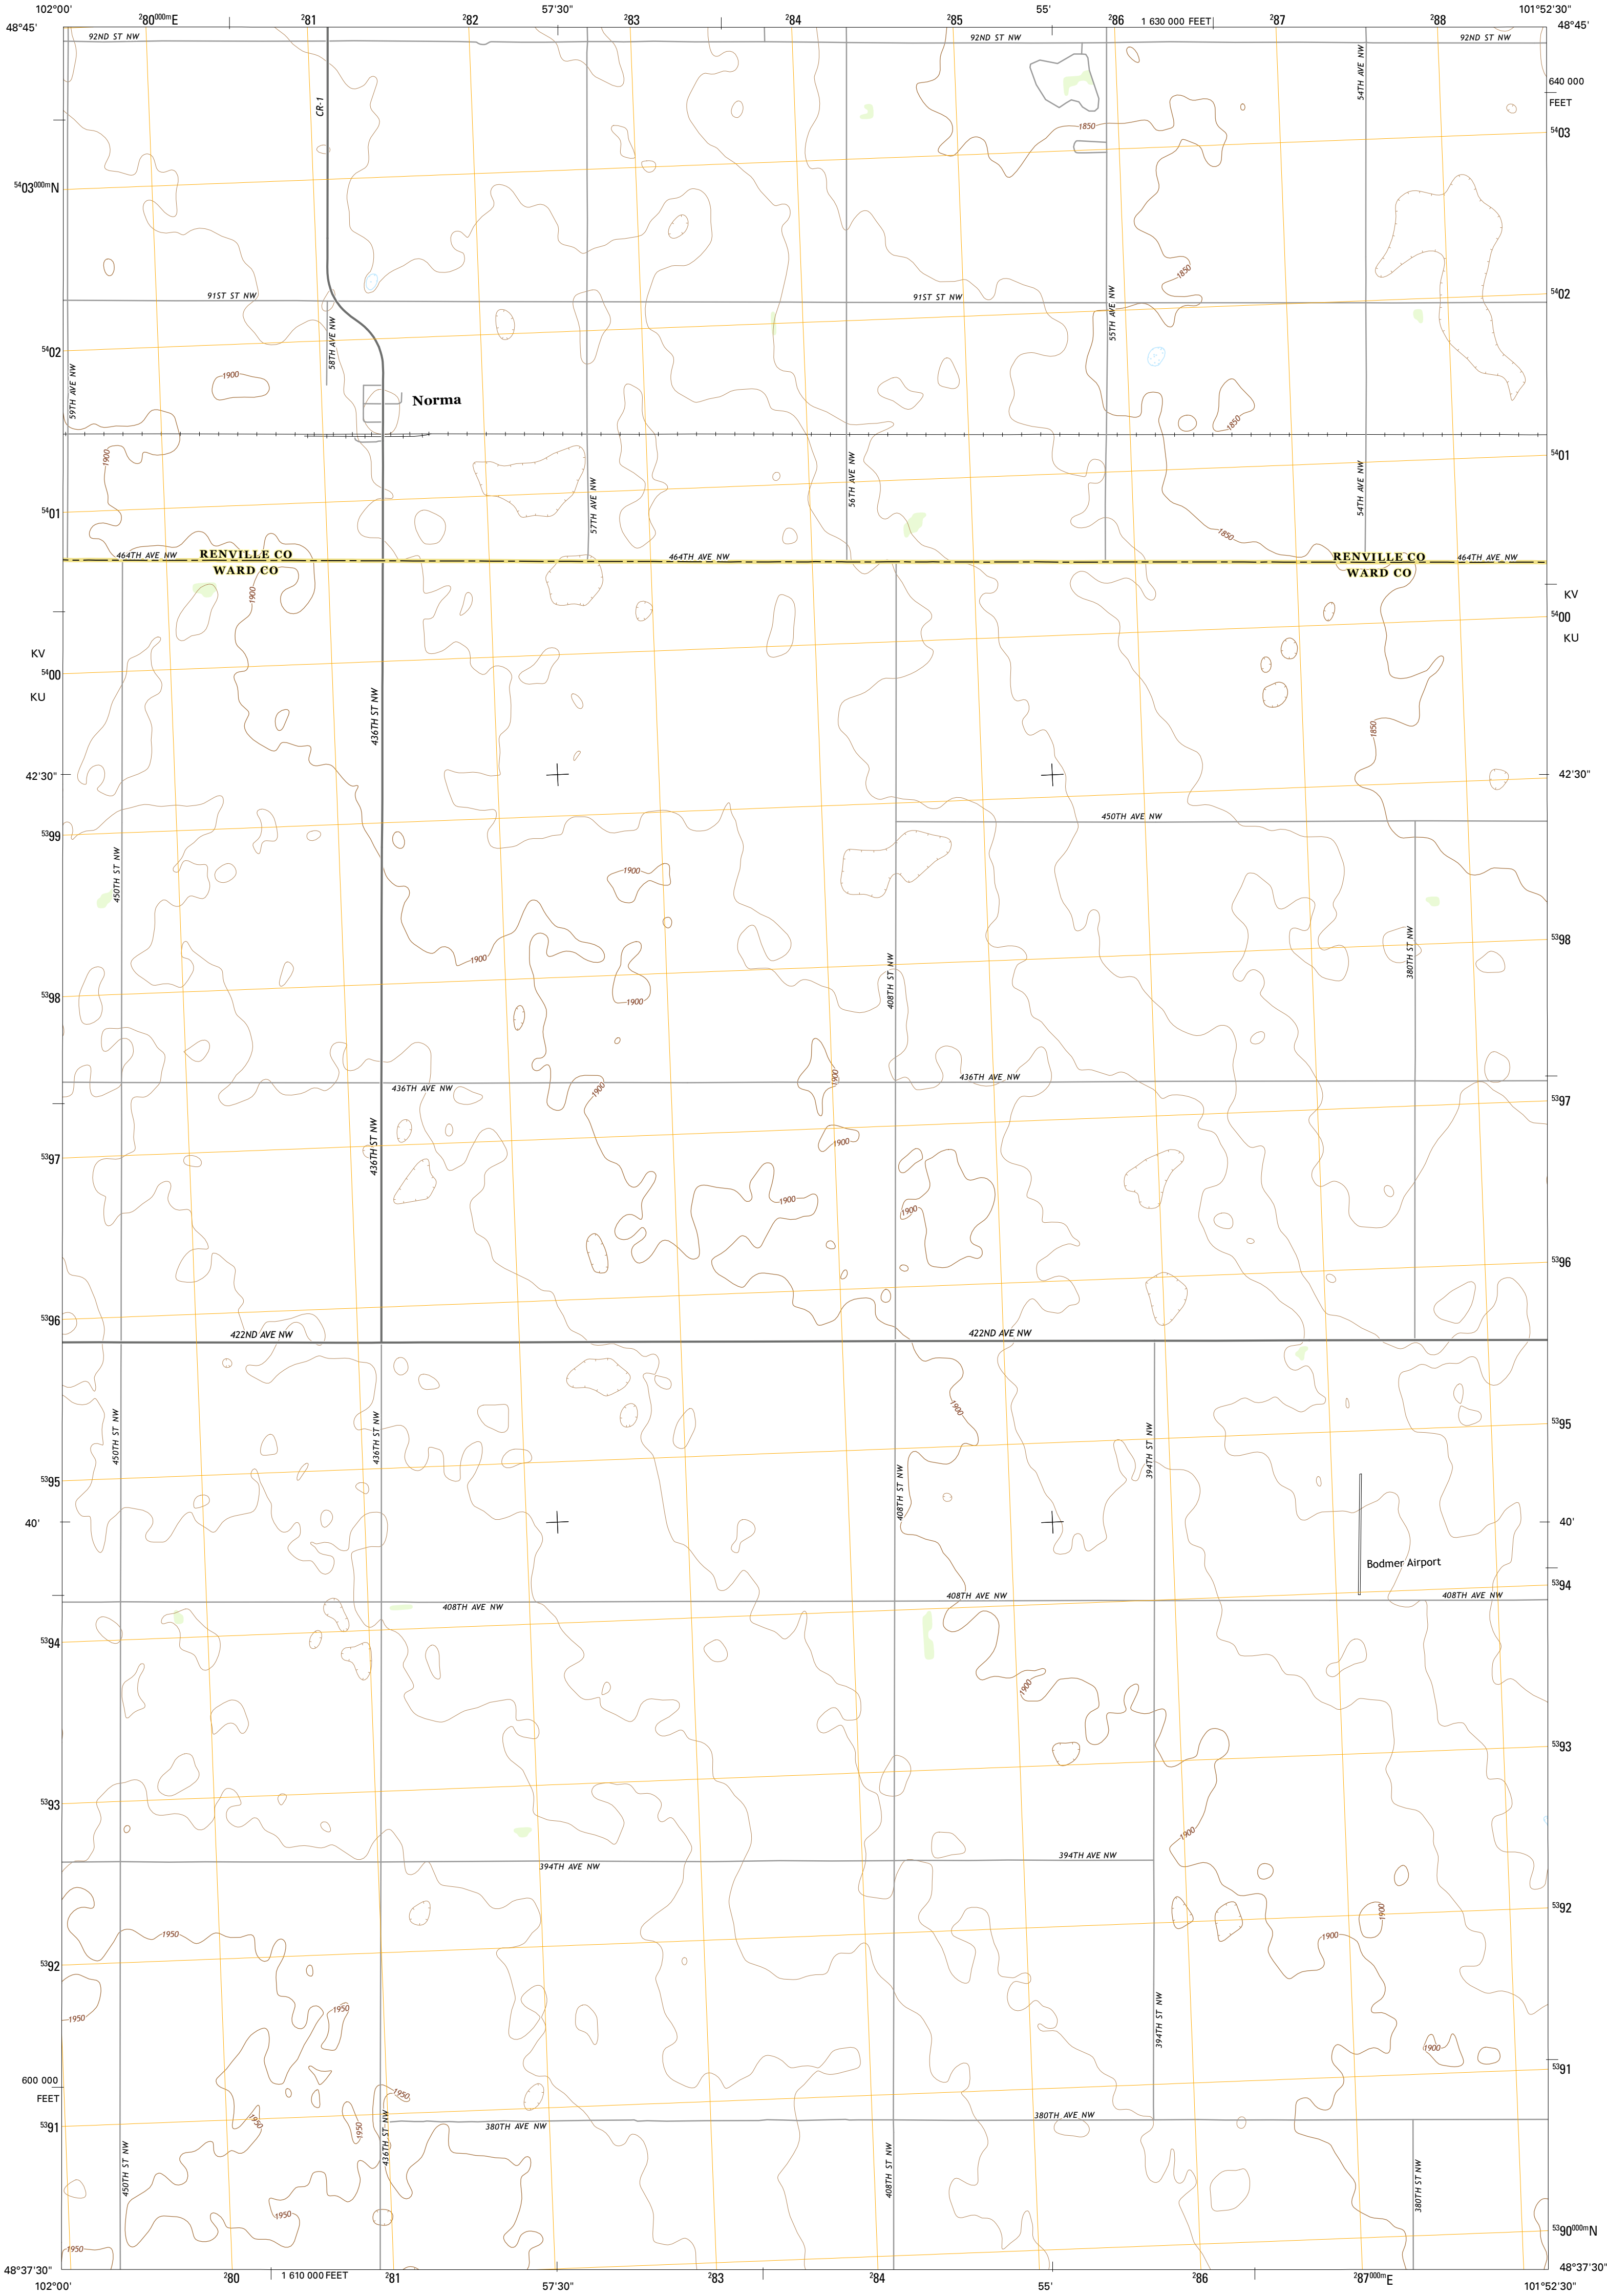 102°00' 280000mE 281 282 57'30" 283 284 285 55' 286 1 630 000 FEET 287 288 101°52'30"
48°45' 48°45'
92ND ST NW 92ND ST NW 92ND ST NW
54TH AVE NW
640 000
FEET
CR-1
1850
5403
5403000mN
1850
5402
91ST ST NW 91ST ST NW
55TH AVE NW
58TH AVE NW
5402
59TH AVE NW
1900
Norma
1850
1900
5401
57TH AVE NW
56TH AVE NW
54TH AVE NW
5401
1850
464TH AVE NW RENVILLE CO 464TH AVE NW RENVILLE CO 464TH AVE NW
WARD CO WARD CO
1900
KV
5400
KU
KV
5400
KU
436TH ST NW
1850
42'30" 42'30"
450TH AVE NW
5399
450TH ST NW
1900
5398
380TH ST NW
1900
408TH ST NW
5398
1900
1900
1900
436TH AVE NW 436TH AVE NW
5397
436TH ST NW
1900
5397
1900
1900
5396
5396
422ND AVE NW 422ND AVE NW
1900
5395
450TH ST NW
436TH ST NW
394TH ST NW
5395
408TH ST NW
40' 40'
Bodmer Airport
5394
408TH AVE NW 408TH AVE NW 408TH AVE NW
5394
1900
5393
5393
1900
394TH AVE NW 394TH AVE NW
1900
5392
1950
1900
5392
1950
1950
394TH ST NW
1900
5391
600 000
FEET
1950
1950
1950
5391
380TH AVE NW 380TH AVE NW
436TH ST NW
450TH ST NW
408TH ST NW
380TH ST NW
1950
5390000mN
1950
48°37'30" 48°37'30"
102°00' 280 1 610 000 FEET 281 57'30" 283 284 55' 286 287000mE 101°52'30"